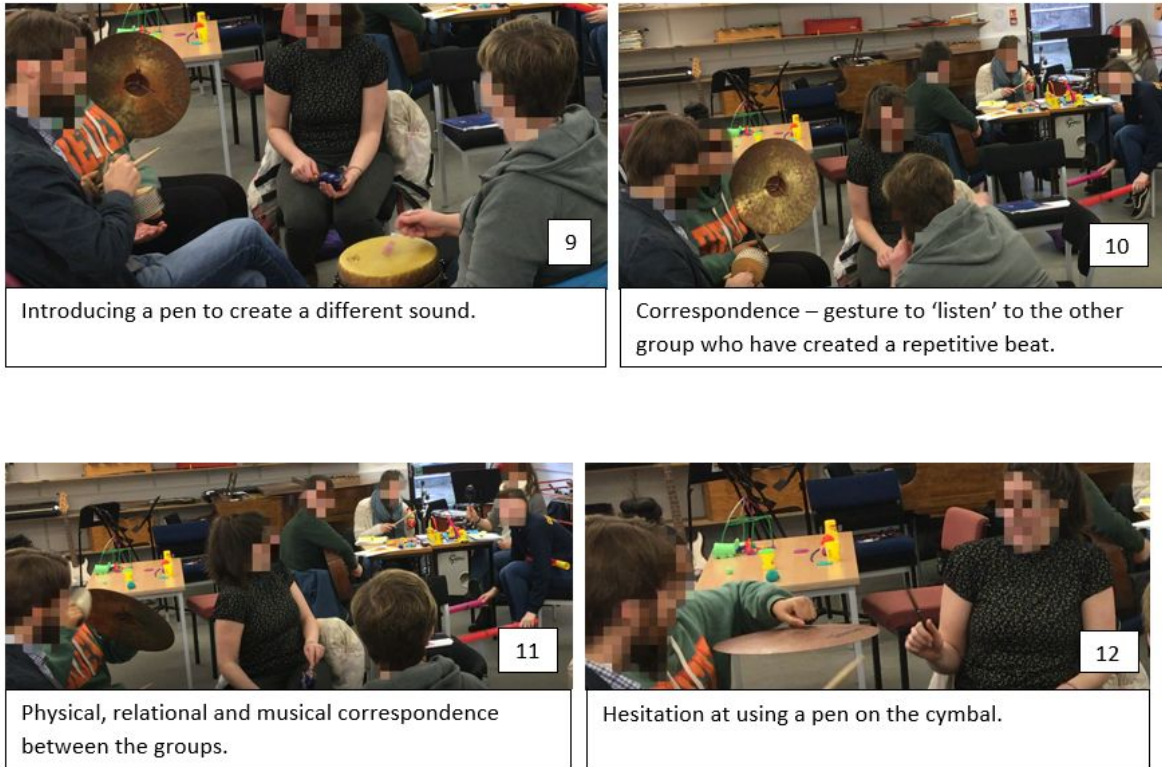 9
Introducing a pen to create a different sound.
10
Correspondence – gesture to 'listen' to the other
group who have created a repetitive beat.
11
Physical, relational and musical correspondence
between the groups.
12
Hesitation at using a pen on the cymbal.